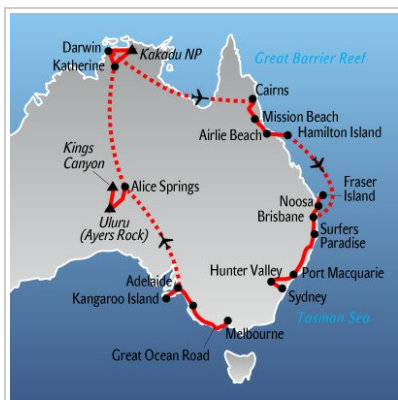 Darwin
Kakadu NP
Katherine
Great Barrier Reef
Cairns
Mission Beach
Airlie Beach
Hamilton Island
Kings
Canyon
Alice Springs
Fraser
Island
Noosa
Brisbane
Uluru
(Ayers Rock)
Surfers
Paradise
Hunter Valley
Port Macquarie
Adelaide
Kangaroo Island
Sydney
Tasman Sea
Melbourne
Great Ocean Road